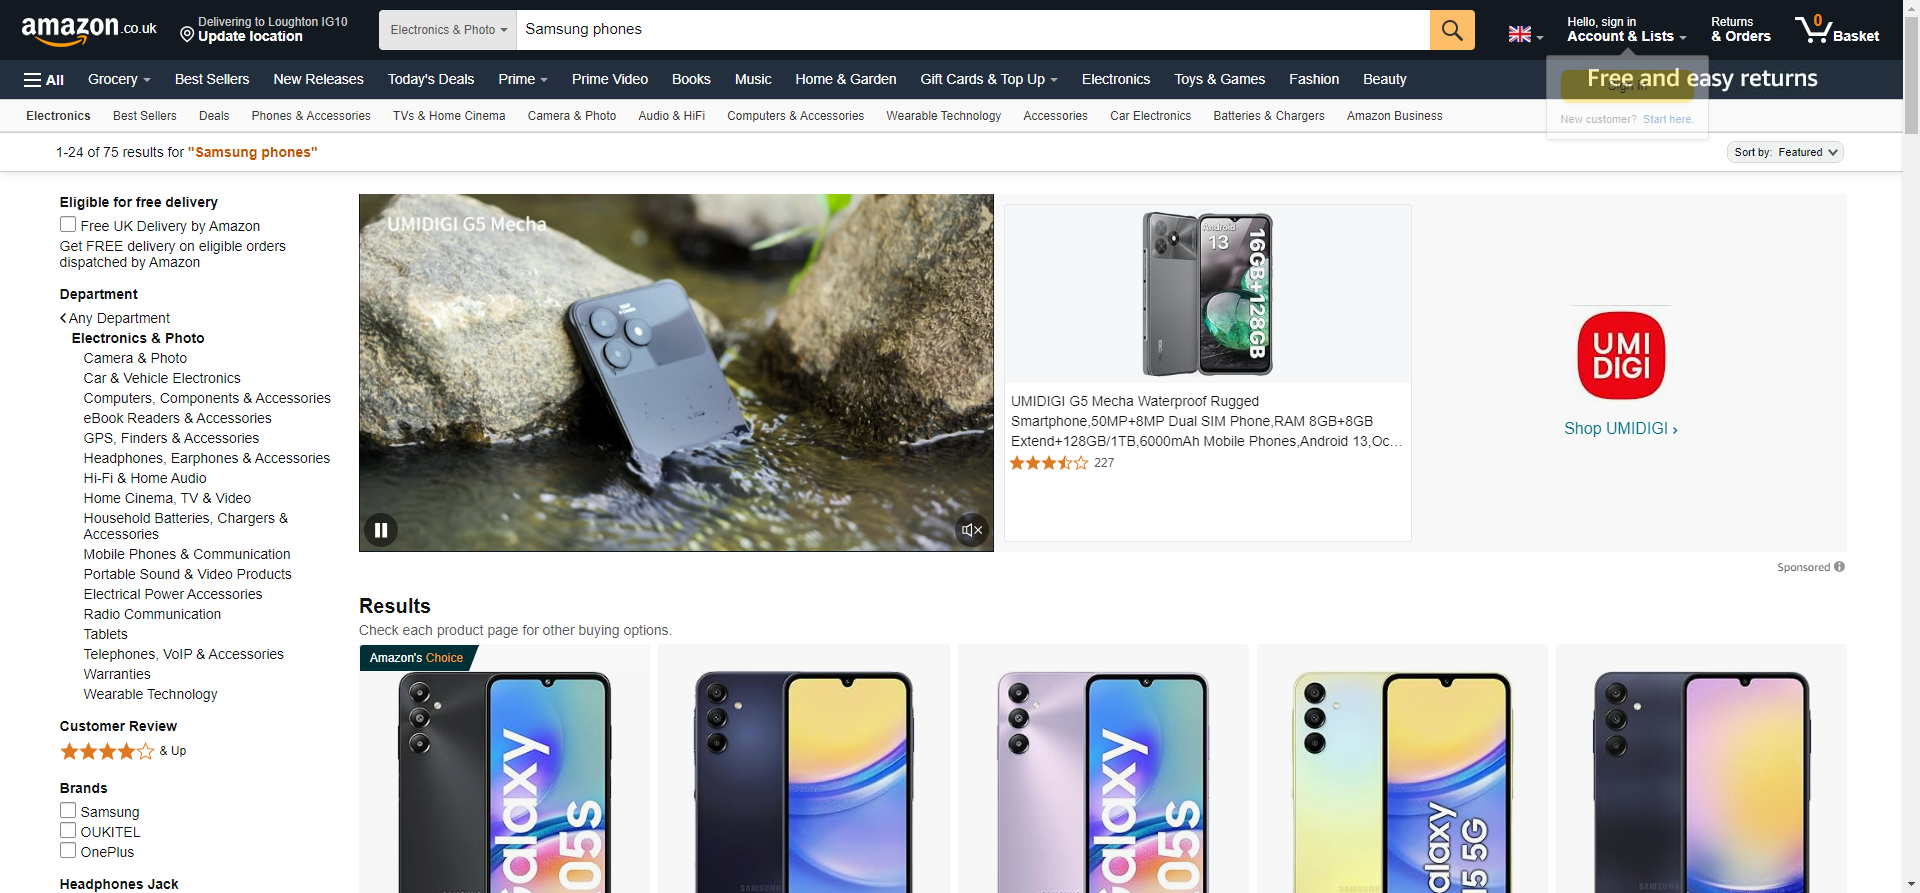 amazon.co.uk
Delivering to Loughton IG10
Update location
Electronics & Photo
Samsung phones
Hello, sign in
Account & Lists
Returns
& Orders
0
Basket
All
Grocery
Best Sellers
New Releases
Today's Deals
Prime
Prime Video
Books
Music
Home & Garden
Gift Cards & Top Up
Electronics
Toys & Games
Fashion
Beauty
Free and easy returns
Sign in
New customer? Start here.
Electronics
Best Sellers
Deals
Phones & Accessories
TVs & Home Cinema
Camera & Photo
Audio & HiFi
Computers & Accessories
Wearable Technology
Accessories
Car Electronics
Batteries & Chargers
Amazon Business
1-24 of 75 results for "Samsung phones"
Sort by: Featured
Eligible for free delivery
Free UK Delivery by Amazon
Get FREE delivery on eligible orders
dispatched by Amazon
Department
Any Department
Electronics & Photo
Camera & Photo
Car & Vehicle Electronics
Computers, Components & Accessories
eBook Readers & Accessories
GPS, Finders & Accessories
Headphones, Earphones & Accessories
Hi-Fi & Home Audio
Home Cinema, TV & Video
Household Batteries, Chargers &
Accessories
Mobile Phones & Communication
Portable Sound & Video Products
Electrical Power Accessories
Radio Communication
Tablets
Telephones, VoIP & Accessories
Warranties
Wearable Technology
Customer Review
& Up
Brands
Samsung
OUKITEL
OnePlus
Headphones Jack
UMIDIGI G5 Mecha
Android
13
16GB+128GB
UMIDIGI G5 Mecha Waterproof Rugged
Smartphone,50MP+8MP Dual SIM Phone,RAM 8GB+8GB
Extend+128GB/1TB,6000mAh Mobile Phones,Android 13,Oc...
227
UMI
DIGI
Shop UMIDIGI ›
Sponsored
Results
Check each product page for other buying options.
Amazon's Choice
Galaxy
05s
SAMSUNG
Galaxy
05s
Galaxy
15 5G
SAMSUNG